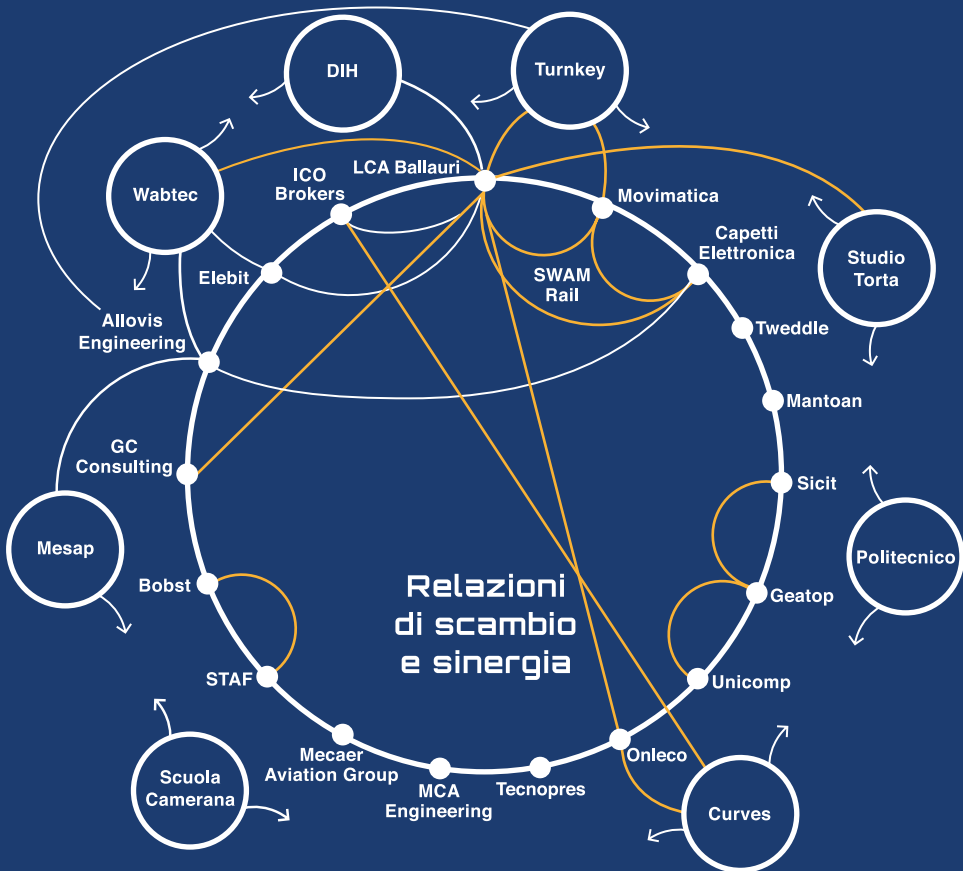 DIH
Turnkey
Wabtec
ICO
Brokers
LCA Ballauri
Movimatica
Capetti
Elettronica
Studio
Torta
Elebit
SWAM
Rail
Allovis
Engineering
Tweddle
Mantoan
GC
Consulting
Sicit
Mesap
Politecnico
Bobst
Relazioni
di scambio
e sinergia
Geatop
STAF
Unicomp
Mecaer
Aviation Group
Onleco
Scuola
Camerana
MCA
Engineering
Tecnopres
Curves